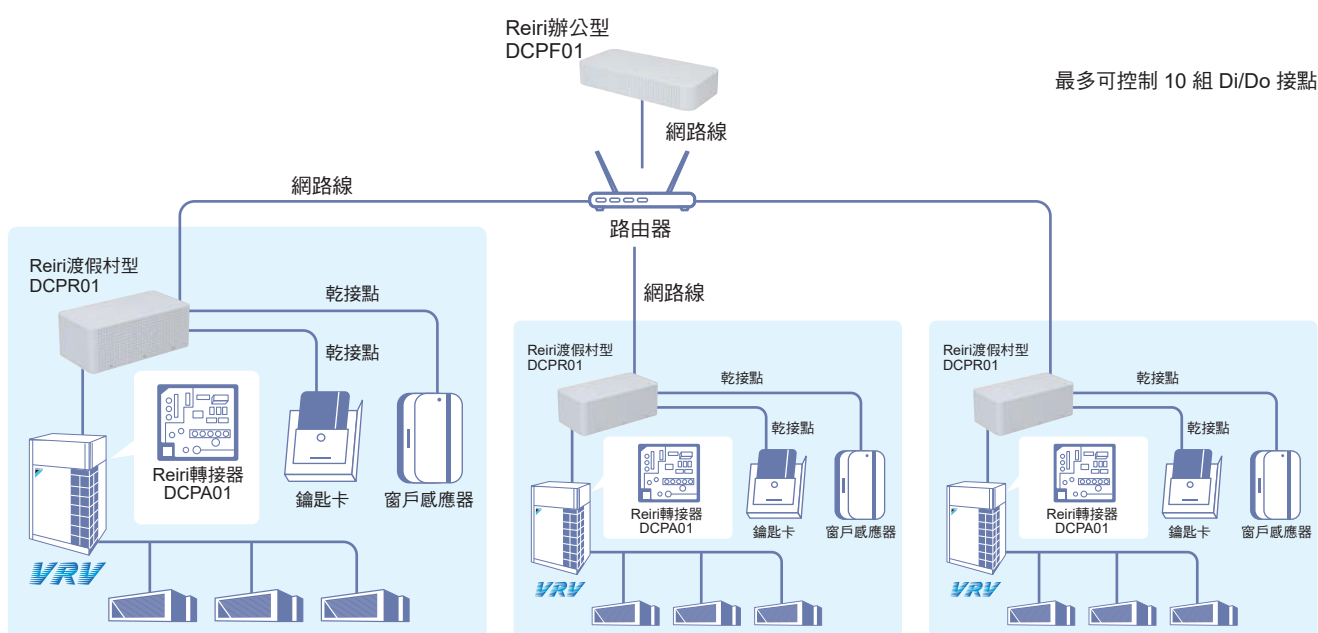 Reiri辦公型
DCPF01
最多可控制 10 組 Di/Do 接點
網路線
網路線
路由器
網路線
Reiri渡假村型
DCPR01
乾接點
乾接點
Reiri轉接器
DCPA01
鑰匙卡
窗戶感應器
VRV
Reiri渡假村型
DCPR01
乾接點
乾接點
Reiri轉接器
DCPA01
鑰匙卡
窗戶感應器
VRV
Reiri渡假村型
DCPR01
乾接點
乾接點
Reiri轉接器
DCPA01
鑰匙卡
窗戶感應器
VRV